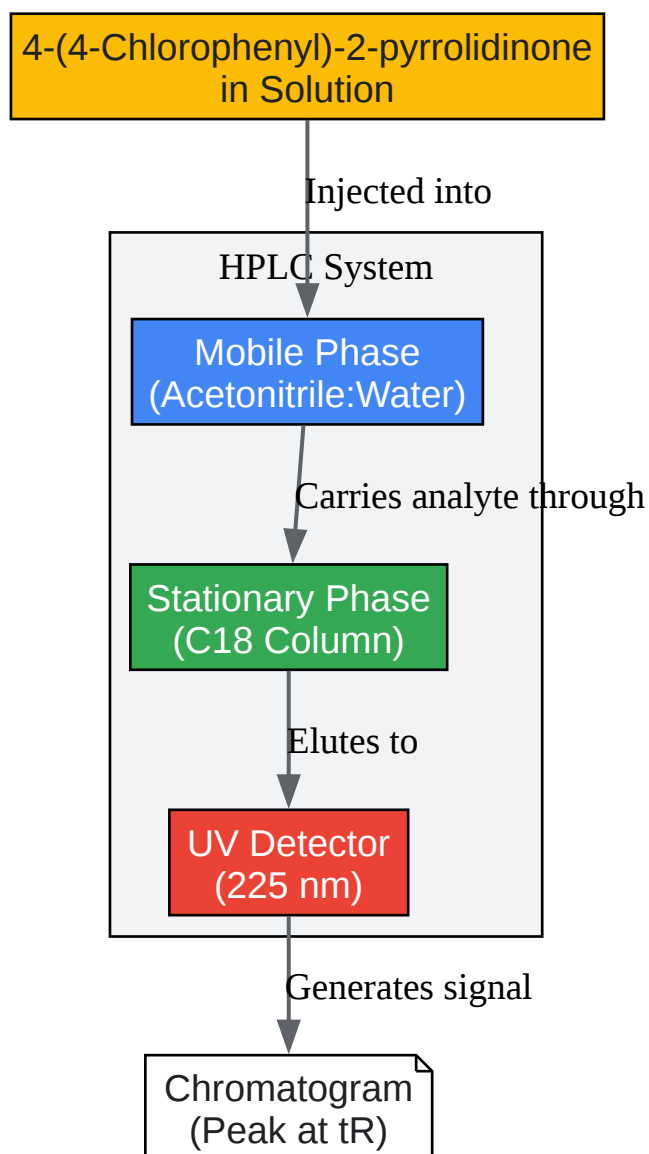 4-(4-Chlorophenyl)-2-pyrrolidinone
in Solution
Injected into
HPLC System
Mobile Phase
(Acetonitrile:Water)
Carries analyte through
Stationary Phase
(C18 Column)
Elutes to
UV Detector
(225 nm)
Generates signal
Chromatogram
(Peak at tR)